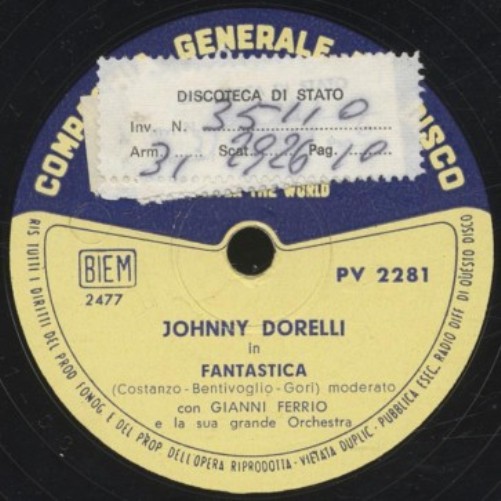 COMPA GENERALE DISCO
DISCOTECA DI STATO
Inv. N. 35110
Arm. 31 Scat. 2926 Pag. 10
THE WORLD
BIEM
2477
PV 2281
JOHNNY DORELLI
in
FANTASTICA
(Costanzo-Bentivoglio-Gori) moderato
con GIANNI FERRIO
e la sua grande Orchestra
RIS TUTTI I DIRITTI DEL PROD FONOG. E DEL PROP DELL'OPERA RIPRODOTTA - VIETATA DUPLIC. - PUBBLICA ESEC. RADIO DIFF DI QUESTO DISCO